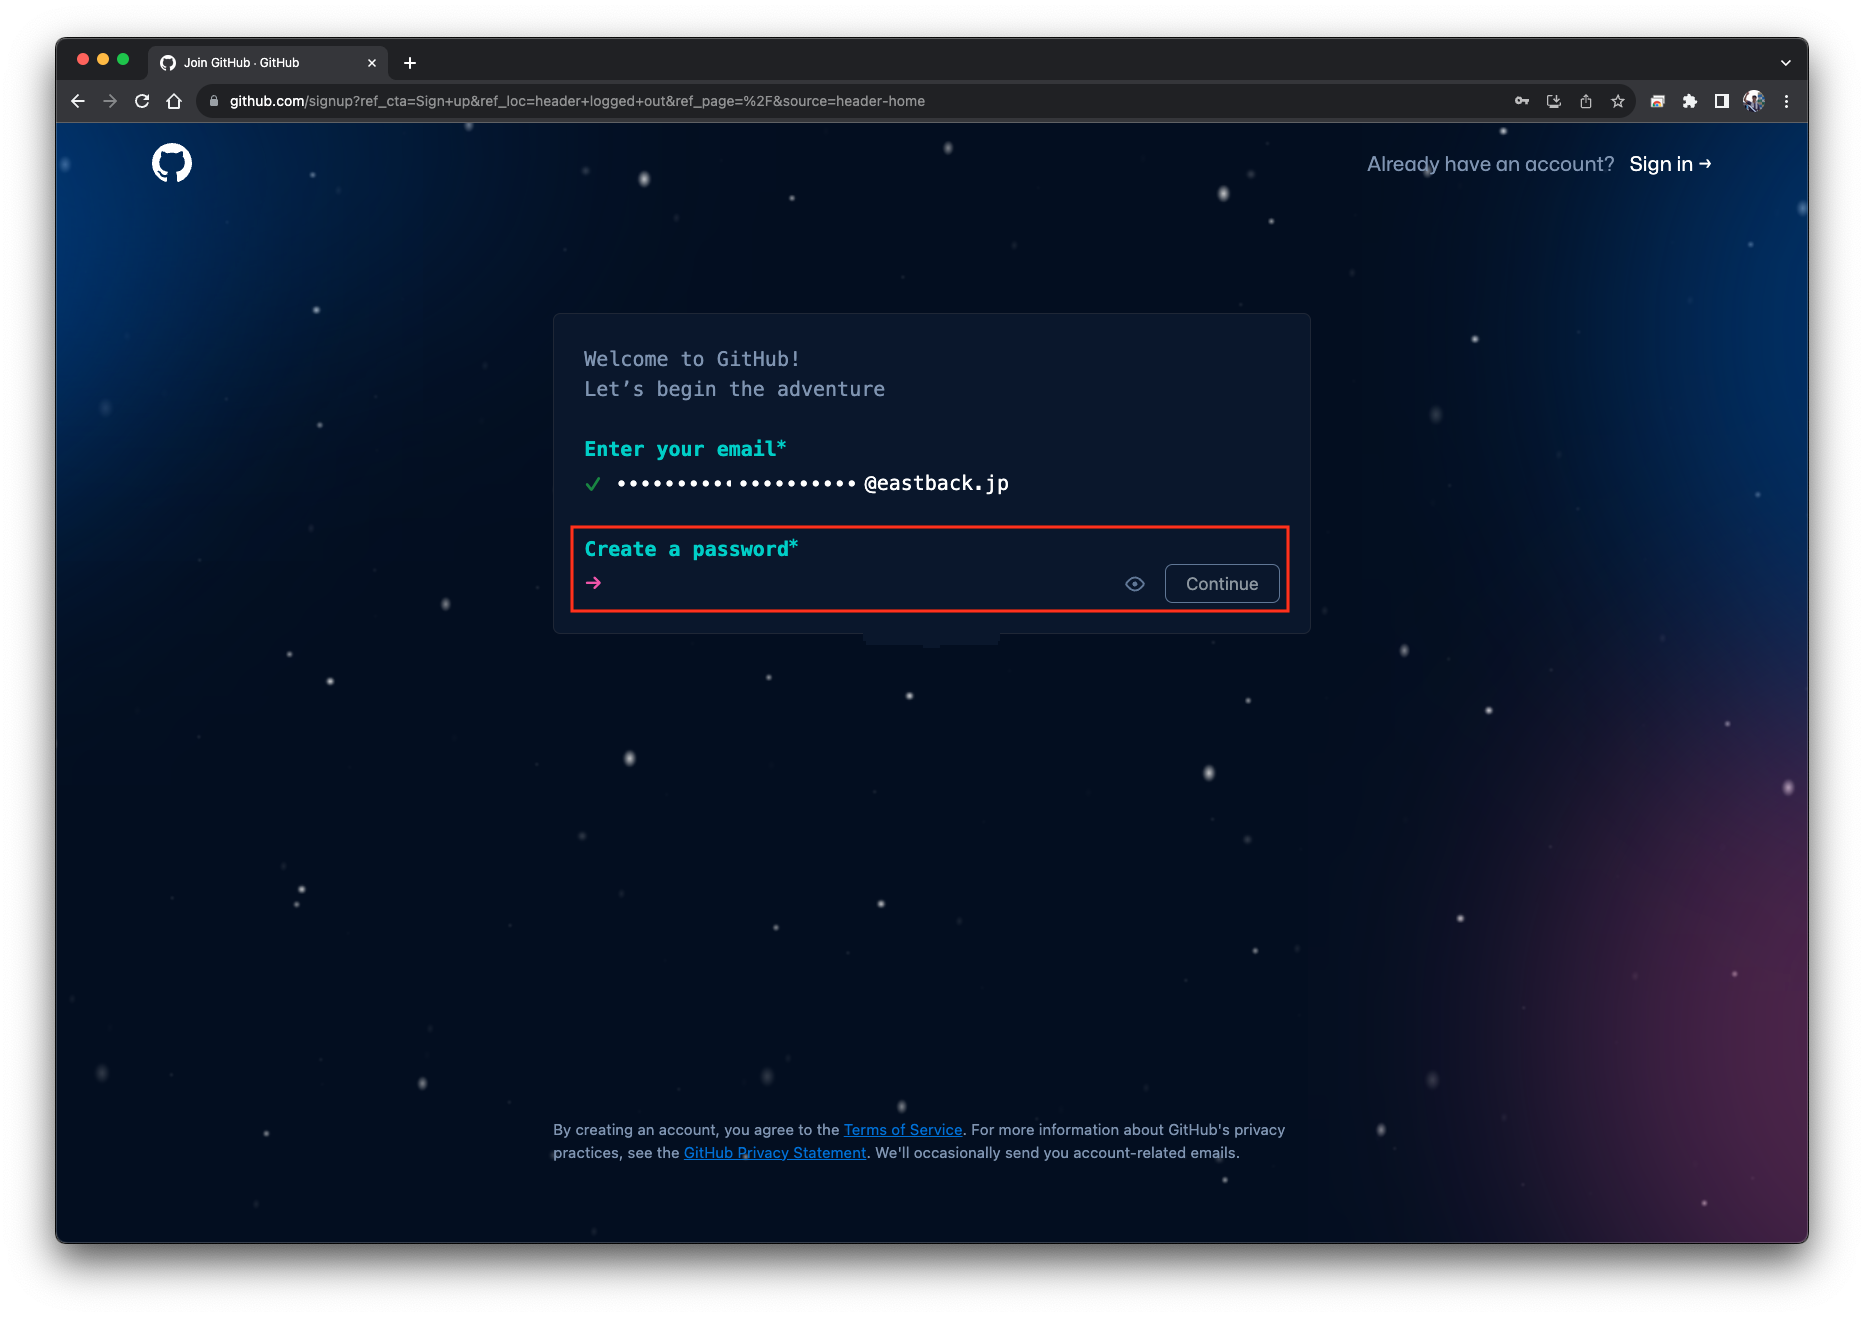 Join GitHub · GitHub
github.com/signup?ref_cta=Sign+up&ref_loc=header+logged+out&ref_page=%2F&source=header-home
Already have an account? Sign in →
Welcome to GitHub!
Let’s begin the adventure
Enter your email*
✓ ••••••••••••••••••••@eastback.jp
Create a password*
→ Continue
By creating an account, you agree to the Terms of Service. For more information about GitHub's privacy
practices, see the GitHub Privacy Statement. We'll occasionally send you account-related emails.